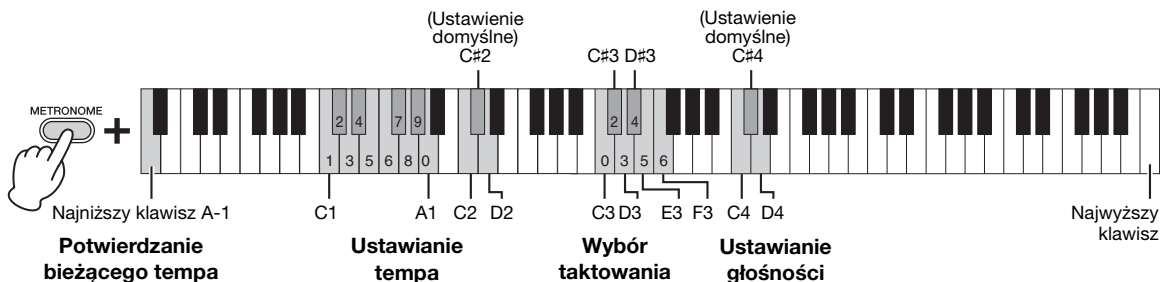 (Ustawienie
domyślne)
C♯2
C♯3 D♯3
(Ustawienie
domyślne)
C♯4
METRONOME
+
2 4 7 9
1 3 5 6 8 0
2 4
0 3 5 6
Najniższy klawisz A-1
C1
A1
C2
D2
C3 D3
E3
F3
C4
D4
Najwyższy
klawisz
Potwierdzanie
bieżącego tempa
Ustawianie
tempa
Wybór
taktowania
Ustawianie
głośności